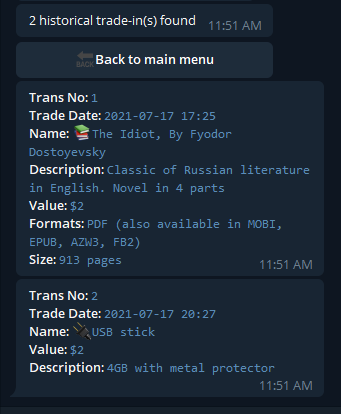 2 historical trade-in(s) found
11:51 AM
🔙Back to main menu
Trans No: 1
Trade Date: 2021-07-17 17:25
Name: 📚The Idiot, By Fyodor
Dostoyevsky
Description: Classic of Russian literature
in English. Novel in 4 parts
Value: $2
Formats: PDF (also available in MOBI,
EPUB, AZW3, FB2)
Size: 913 pages
11:51 AM
Trans No: 2
Trade Date: 2021-07-17 20:27
Name: 🔌USB stick
Value: $2
Description: 4GB with metal protector
11:51 AM